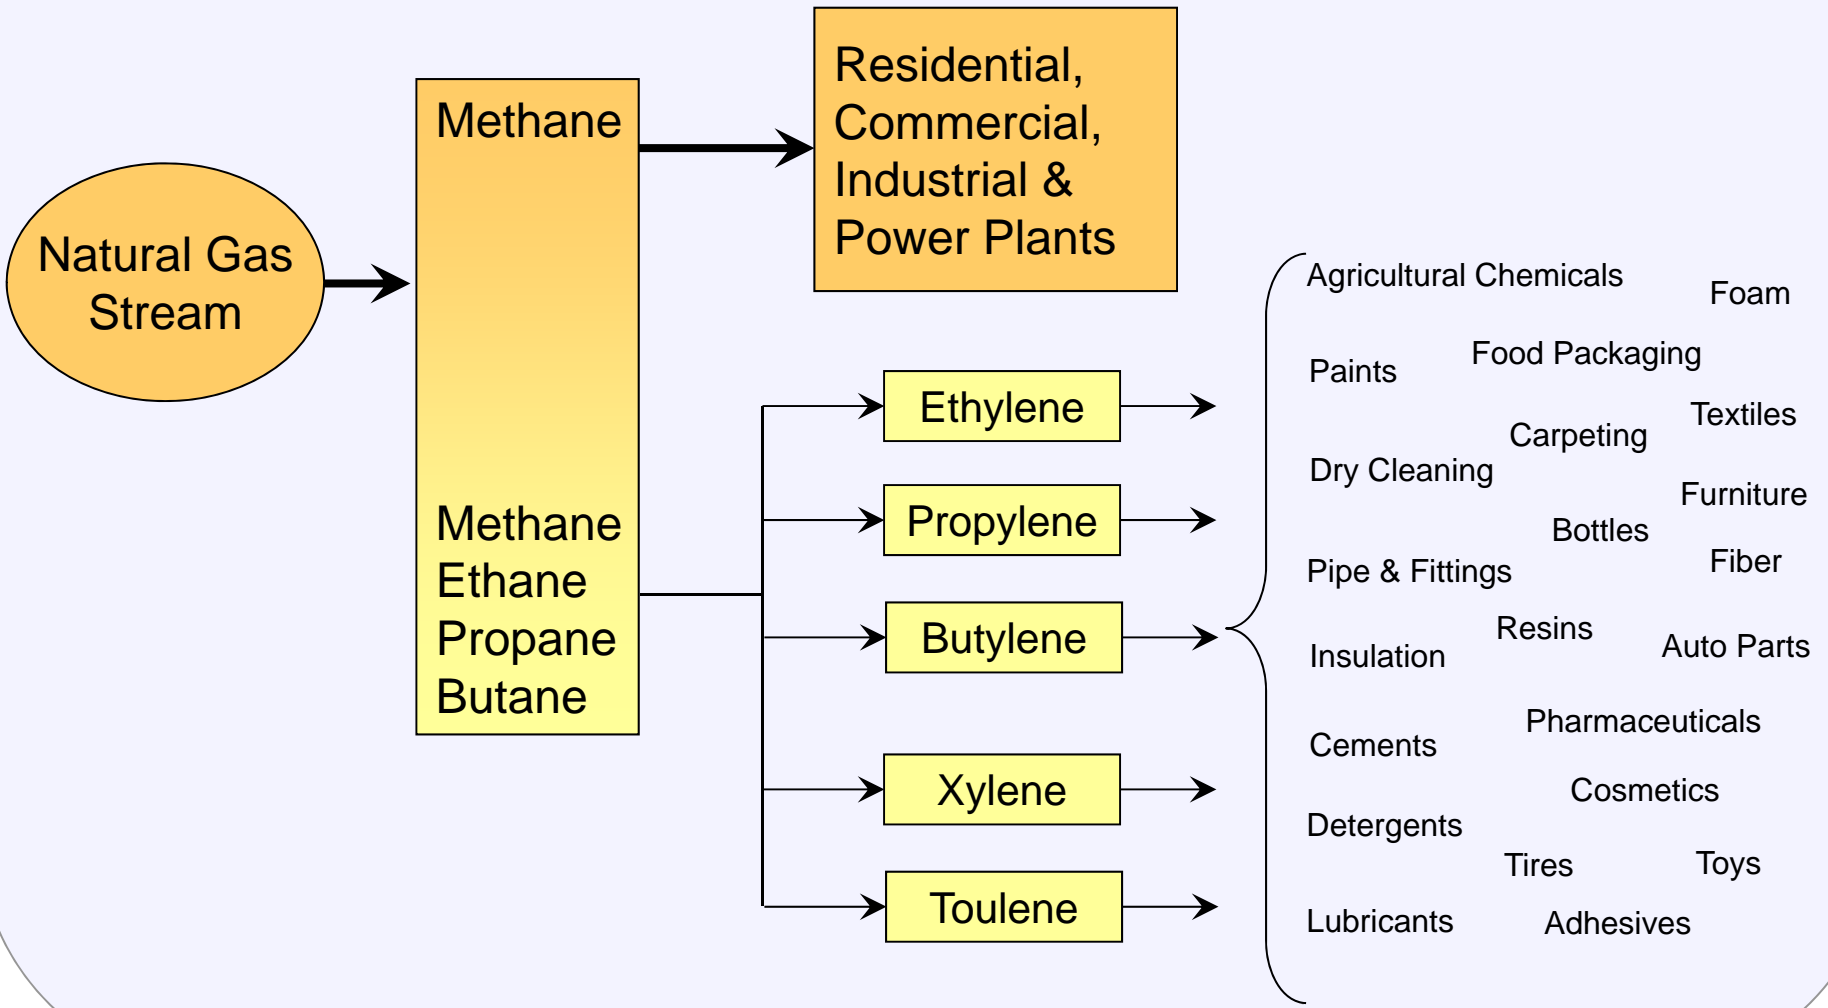 Natural Gas
Stream
Methane
Methane
Ethane
Propane
Butane
Residential,
Commercial,
Industrial &
Power Plants
Ethylene
Propylene
Butylene
Xylene
Toulene
Agricultural Chemicals
Foam
Food Packaging
Paints
Textiles
Carpeting
Dry Cleaning
Furniture
Bottles
Fiber
Pipe & Fittings
Resins
Auto Parts
Insulation
Pharmaceuticals
Cements
Cosmetics
Detergents
Tires
Toys
Lubricants
Adhesives